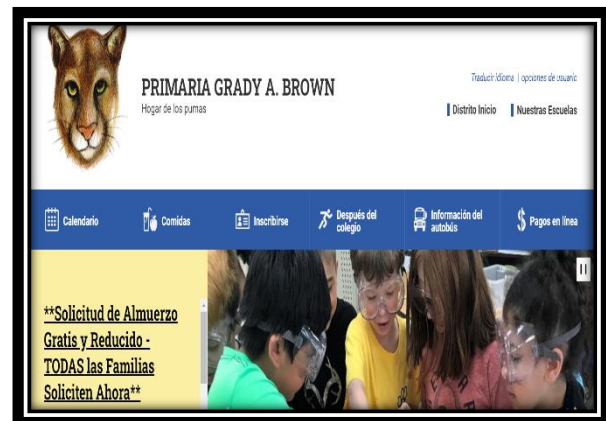 PRIMARIA GRADY A. BROWN
Hogar de los pumas
Traducir Idioma | opciones de usuario
Distrito Inicio
Nuestras Escuelas
Calendario
Comidas
Inscribirse
Después del
colegio
Información del
autobús
Pagos en línea
**Solicitud de Almuerzo
Gratis y Reducido -
TODAS las Familias
Soliciten Ahora**